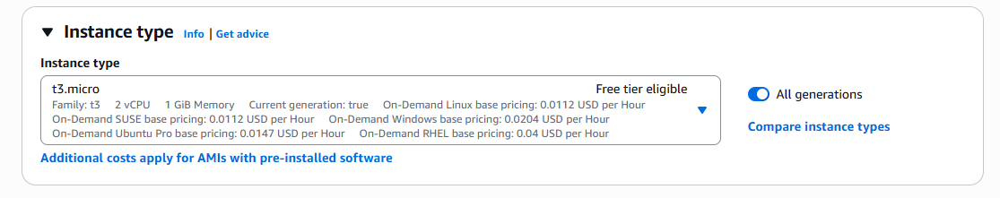 Instance type Info | Get advice
Instance type
t3.micro Free tier eligible
Family: t3 2 vCPU 1 GiB Memory Current generation: true On-Demand Linux base pricing: 0.0112 USD per Hour
On-Demand SUSE base pricing: 0.0112 USD per Hour On-Demand Windows base pricing: 0.0204 USD per Hour
On-Demand Ubuntu Pro base pricing: 0.0147 USD per Hour On-Demand RHEL base pricing: 0.04 USD per Hour
All generations
Compare instance types
Additional costs apply for AMIs with pre-installed software